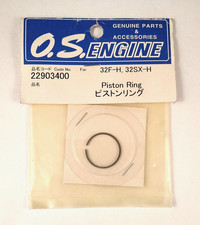 GENUINE PARTS
&
ACCESSORIES
O.S.ENGINE
品名コード Code No. For 32F-H, 32SX-H
22903400
品名 Piston Ring
ピストンリング